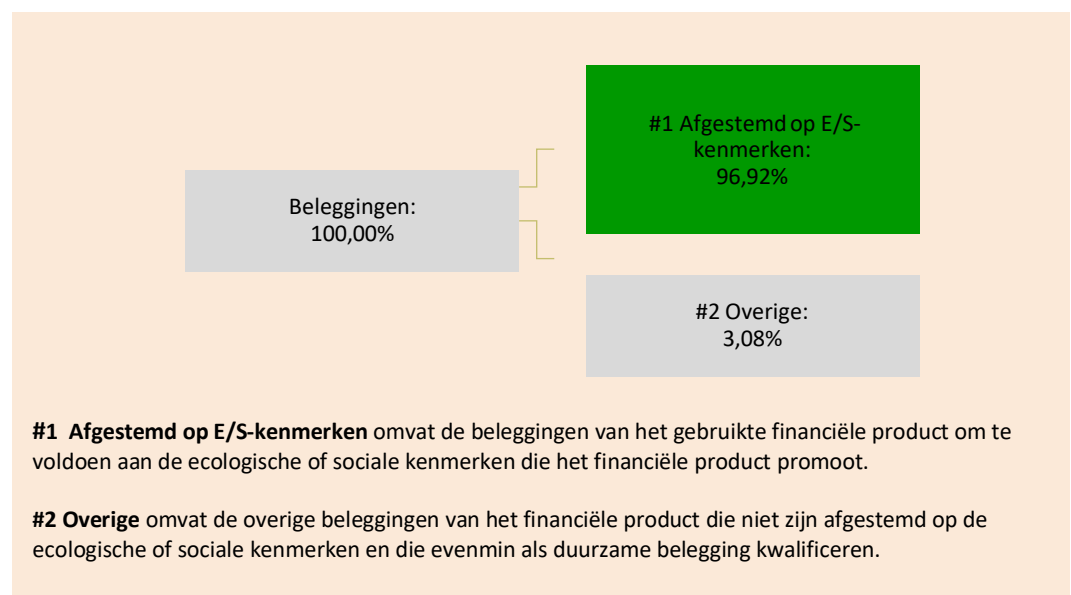 #1 Afgestemd op E/S-
kenmerken:
96,92%
Beleggingen:
100,00%
#2 Overige:
3,08%
#1 Afgestemd op E/S-kenmerken omvat de beleggingen van het gebruikte financiële product om te
voldoen aan de ecologische of sociale kenmerken die het financiële product promoot.
#2 Overige omvat de overige beleggingen van het financiële product die niet zijn afgestemd op de
ecologische of sociale kenmerken en die evenmin als duurzame belegging kwalificeren.